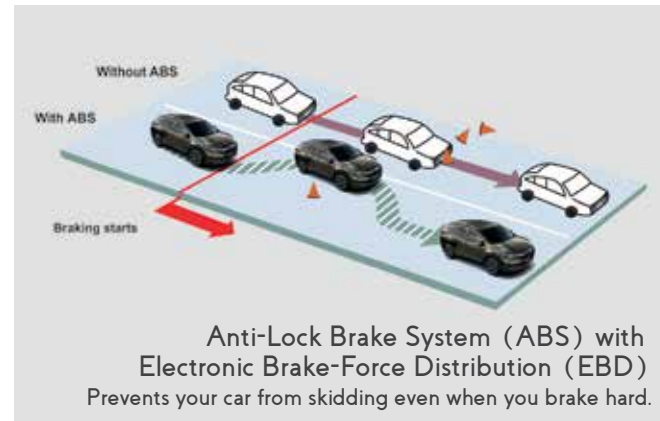 Without ABS
With ABS
Braking starts
Anti-Lock Brake System (ABS) with
Electronic Brake-Force Distribution (EBD)
Prevents your car from skidding even when you brake hard.